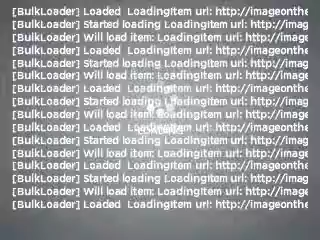 [BulkLoader] Loaded LoadingItem url: http://imageonthe
[BulkLoader] Started loading LoadingItem url: http://imag
[BulkLoader] Will load item: LoadingItem url: http://image
[BulkLoader] Loaded LoadingItem url: http://imageonthe
[BulkLoader] Started loading LoadingItem url: http://imag
[BulkLoader] Will load item: LoadingItem url: http://image
[BulkLoader] Loaded LoadingItem url: http://imageonthe
[BulkLoader] Started loading LoadingItem url: http://imag
[BulkLoader] Will load item: LoadingItem url: http://image
[BulkLoader] Loaded LoadingItem url: http://imageonthe
[BulkLoader] Started loading LoadingItem url: http://imag
[BulkLoader] Will load item: LoadingItem url: http://image
[BulkLoader] Loaded LoadingItem url: http://imageonthe
[BulkLoader] Started loading LoadingItem url: http://imag
[BulkLoader] Will load item: LoadingItem url: http://image
[BulkLoader] Loaded LoadingItem url: http://imageonthe